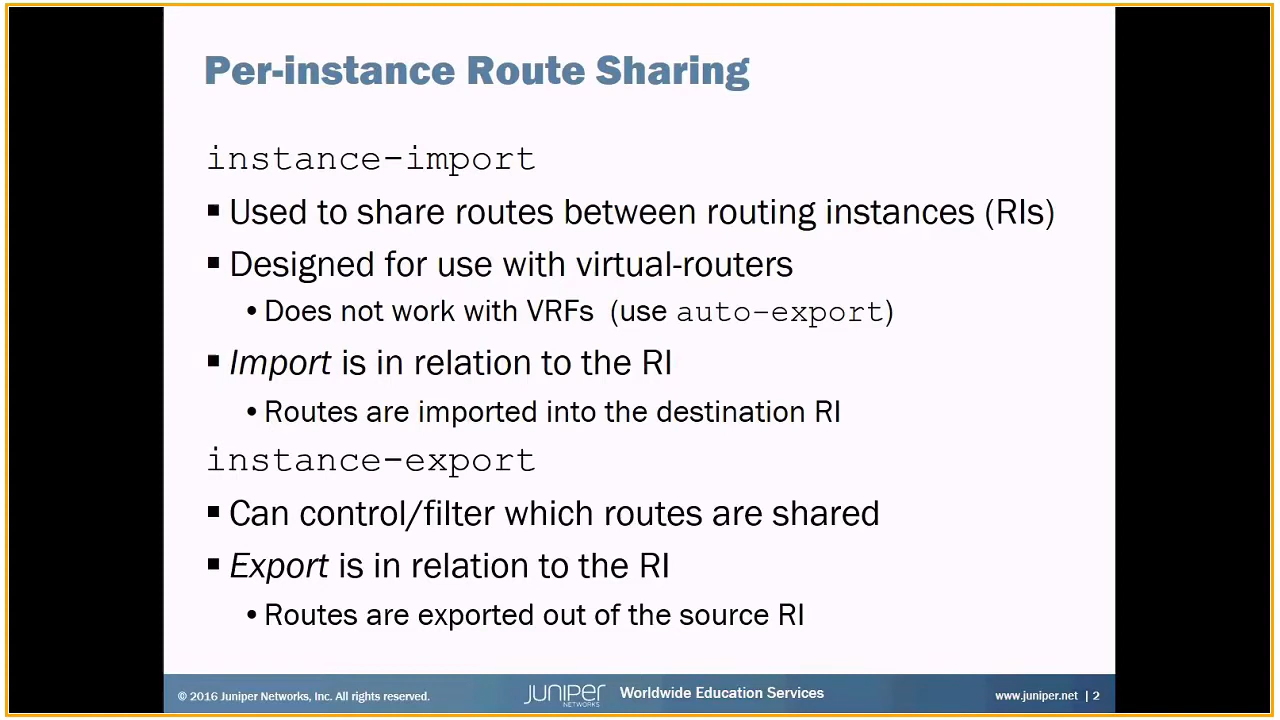 Per-instance Route Sharing
instance-import
▪ Used to share routes between routing instances (RIs)
▪ Designed for use with virtual-routers
• Does not work with VRFs (use auto-export)
▪ Import is in relation to the RI
• Routes are imported into the destination RI
instance-export
▪ Can control/filter which routes are shared
▪ Export is in relation to the RI
• Routes are exported out of the source RI
© 2016 Juniper Networks, Inc. All rights reserved.
JUNIPER NETWORKS
Worldwide Education Services
www.juniper.net | 2